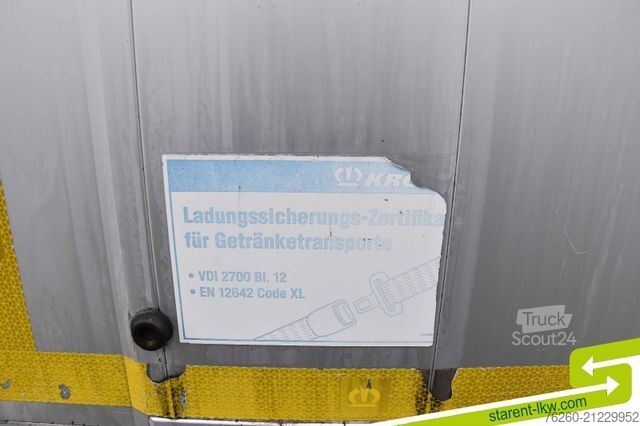 KRO
Ladungssicherungs-Zertifika
für Getränketransporte
• VDI 2700 Bl. 12
• EN 12642 Code XL
Truck
Scout24
starent-lkw.com
76260-21229952